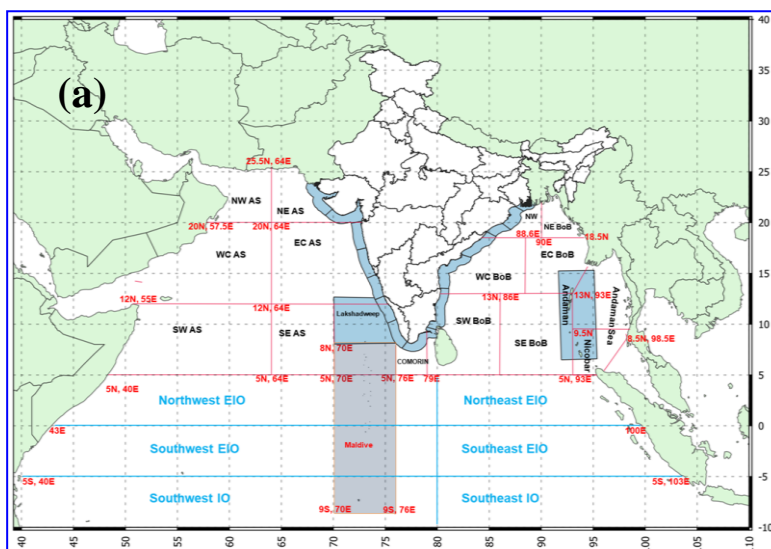 (a)
40
35
30
25.5N, 64E
25
NW AS
NE AS
NW
NE BoB
20N, 57.5E
20N, 64E
20
88.6E
18.5N
90E
EC AS
WC AS
EC BoB
WC BoB
15
12N, 55E
12N, 64E
13N, 86E
13N, 93E
Andaman
Andaman Sea
Lakshadweep
10
SW AS
SE AS
SW BoB
SE BoB
9.5N
8.5N, 98.5E
Nicobar
8N, 70E
COMORIN
5N, 40E
5N, 64E
5N, 70E
5N, 76E
79E
5N, 93E
5
Northwest EIO
Northeast EIO
43E
100E
0
Southwest EIO
Maldive
Southeast EIO
5S, 40E
5S, 103E
-5
Southwest IO
Southeast IO
9S, 70E
9S, 76E
-10
40
45
50
55
60
65
70
75
80
85
90
95
00
05
10